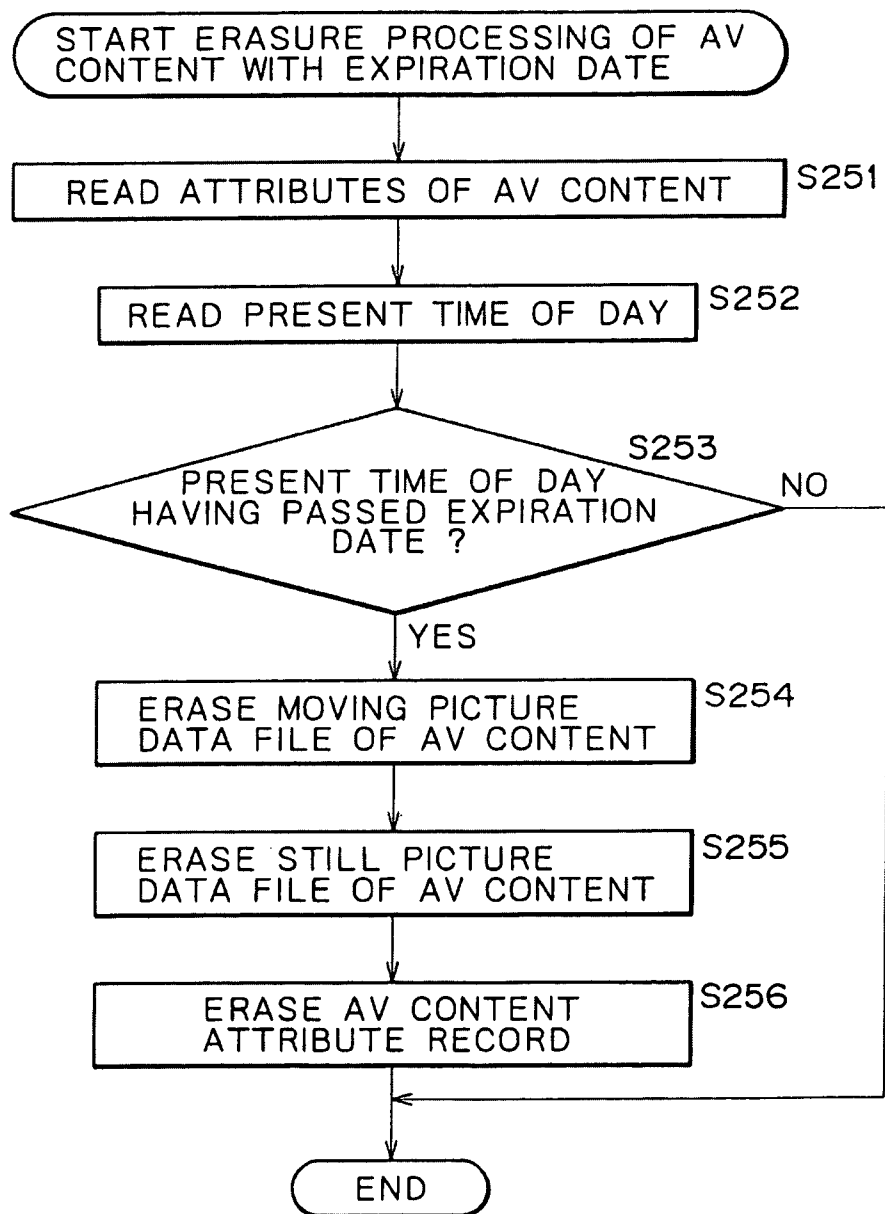 START ERASURE PROCESSING OF AV
CONTENT WITH EXPIRATION DATE
READ ATTRIBUTES OF AV CONTENT
S251
READ PRESENT TIME OF DAY
S252
S253
PRESENT TIME OF DAY
HAVING PASSED EXPIRATION
DATE ?
NO
YES
ERASE MOVING PICTURE
DATA FILE OF AV CONTENT
S254
ERASE STILL PICTURE
DATA FILE OF AV CONTENT
S255
ERASE AV CONTENT
ATTRIBUTE RECORD
S256
END